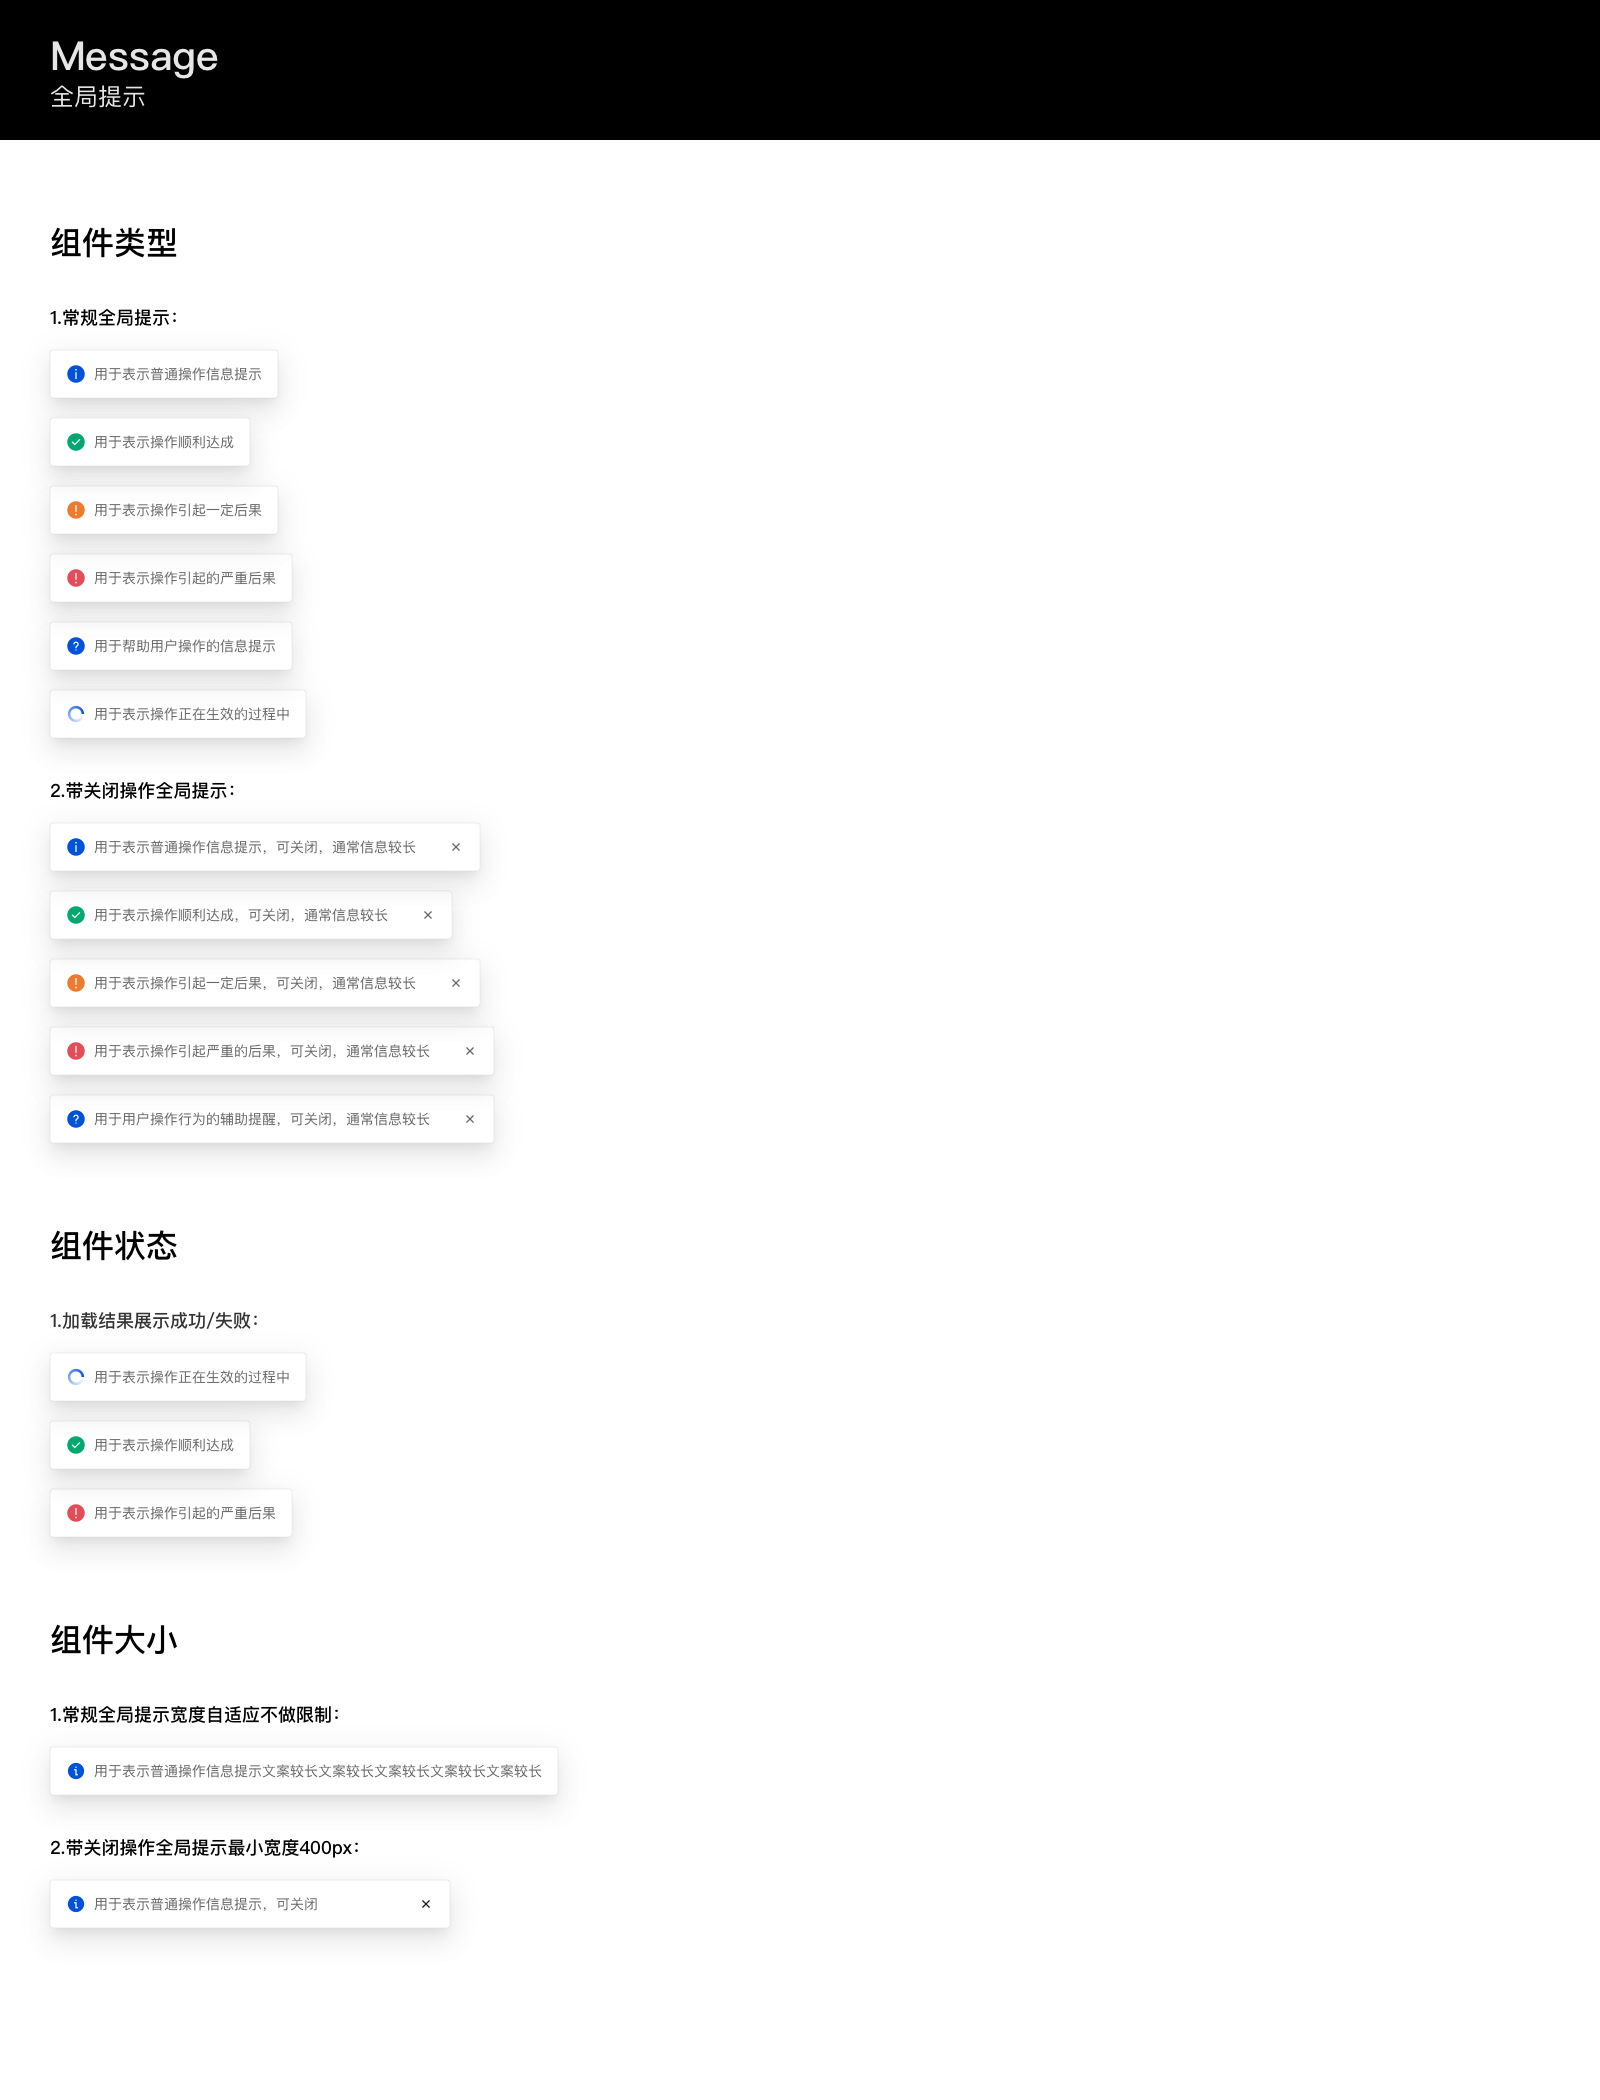 Message
全局提示
组件类型
1.常规全局提示：
用于表示普通操作信息提示
用于表示操作顺利达成
用于表示操作引起一定后果
用于表示操作引起的严重后果
用于帮助用户操作的信息提示
用于表示操作正在生效的过程中
2.带关闭操作全局提示：
用于表示普通操作信息提示，可关闭，通常信息较长
用于表示操作顺利达成，可关闭，通常信息较长
用于表示操作引起一定后果，可关闭，通常信息较长
用于表示操作引起严重的后果，可关闭，通常信息较长
用于用户操作行为的辅助提醒，可关闭，通常信息较长
组件状态
1.加载结果展示成功/失败：
用于表示操作正在生效的过程中
用于表示操作顺利达成
用于表示操作引起的严重后果
组件大小
1.常规全局提示宽度自适应不做限制：
用于表示普通操作信息提示文案较长文案较长文案较长文案较长文案较长
2.带关闭操作全局提示最小宽度400px：
用于表示普通操作信息提示，可关闭